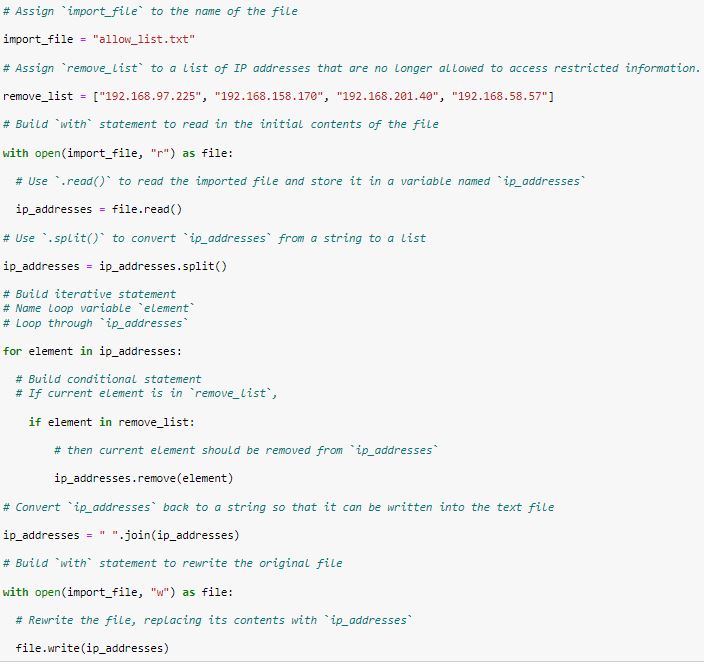 # Assign `import_file` to the name of the file
import_file = "allow_list.txt"
# Assign `remove_list` to a list of IP addresses that are no longer allowed to access restricted information.
remove_list = ["192.168.97.225", "192.168.158.170", "192.168.201.40", "192.168.58.57"]
# Build `with` statement to read in the initial contents of the file
with open(import_file, "r") as file:
  # Use `.read()` to read the imported file and store it in a variable named `ip_addresses`
  ip_addresses = file.read()
# Use `.split()` to convert `ip_addresses` from a string to a list
ip_addresses = ip_addresses.split()
# Build iterative statement
# Name loop variable `element`
# Loop through `ip_addresses`
for element in ip_addresses:
  # Build conditional statement
  # If current element is in `remove_list`,
    if element in remove_list:
        # then current element should be removed from `ip_addresses`
        ip_addresses.remove(element)
# Convert `ip_addresses` back to a string so that it can be written into the text file
ip_addresses = " ".join(ip_addresses)
# Build `with` statement to rewrite the original file
with open(import_file, "w") as file:
  # Rewrite the file, replacing its contents with `ip_addresses`
  file.write(ip_addresses)